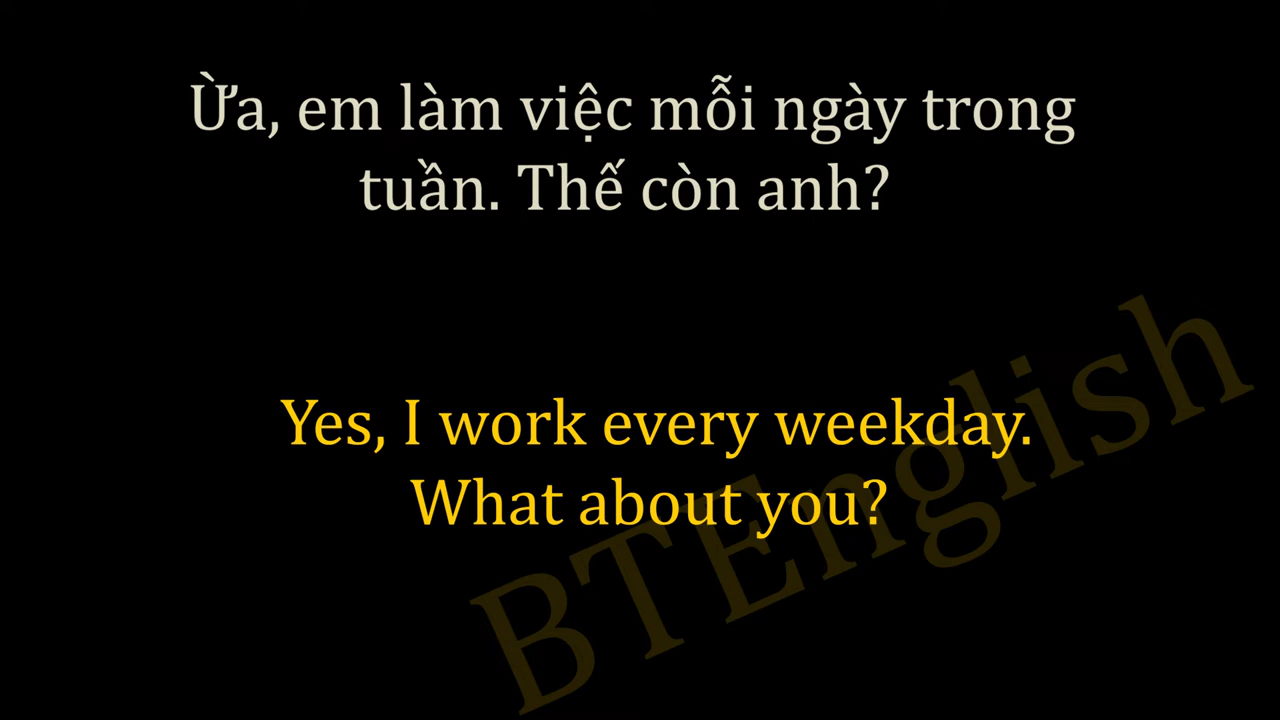 Ừa, em làm việc mỗi ngày trong
tuần. Thế còn anh?
Yes, I work every weekday.
What about you?
BTEnglish